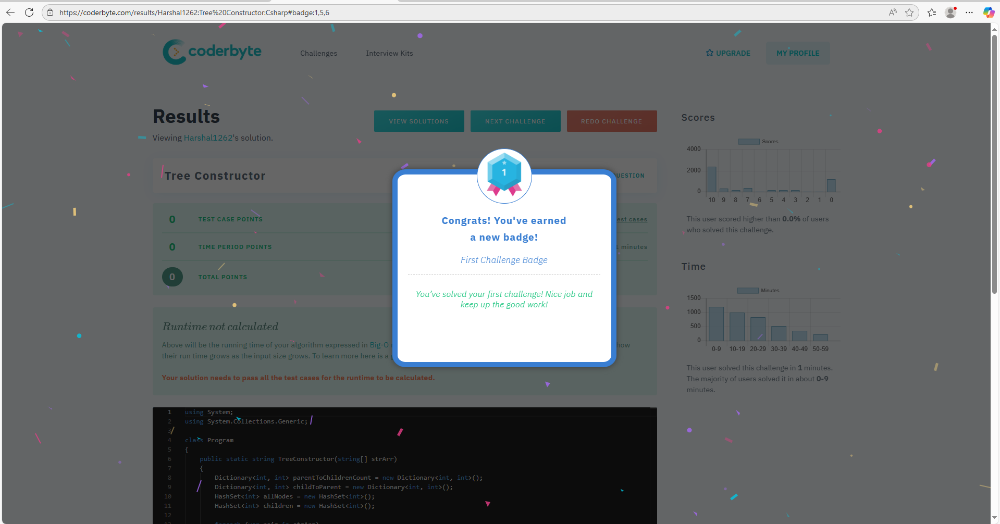 https://coderbyte.com/results/Harshal1262:Tree%20Constructor:Csharp#badge:1,5,6
coderbyte
Challenges
Interview Kits
UPGRADE
MY PROFILE
Results
Viewing Harshal1262's solution.
VIEW SOLUTIONS
NEXT CHALLENGE
REDO CHALLENGE
Tree Constructor
UESTION
0 TEST CASE POINTS
est cases
0 TIME PERIOD POINTS
1 minutes
0 TOTAL POINTS
Runtime not calculated
Above will be the running time of your algorithm expressed in Big-O
how
their run time grows as the input size grows. To learn more here is a
Your solution needs to pass all the test cases for the runtime to be calculated.
1
Congrats! You've earned
a new badge!
First Challenge Badge
You've solved your first challenge! Nice job and
keep up the good work!
Scores
Scores
4000
2000
0
10 9 8 7 6 5 4 3 2 1 0
This user scored higher than 0.0% of users
who solved this challenge.
Time
Minutes
1500
1000
500
0
0-9 10-19 20-29 30-39 40-49 50-59
This user solved this challenge in 1 minutes.
The majority of users solved it in about 0-9
minutes.
1 using System;
2 using System.Collections.Generic;
3
4 class Program
5 {
6 public static string TreeConstructor(string[] strArr)
7 {
8 Dictionary<int, int> parentToChildrenCount = new Dictionary<int, int>();
9 Dictionary<int, int> childToParent = new Dictionary<int, int>();
10 HashSet<int> allNodes = new HashSet<int>();
11 HashSet<int> children = new HashSet<int>();
12